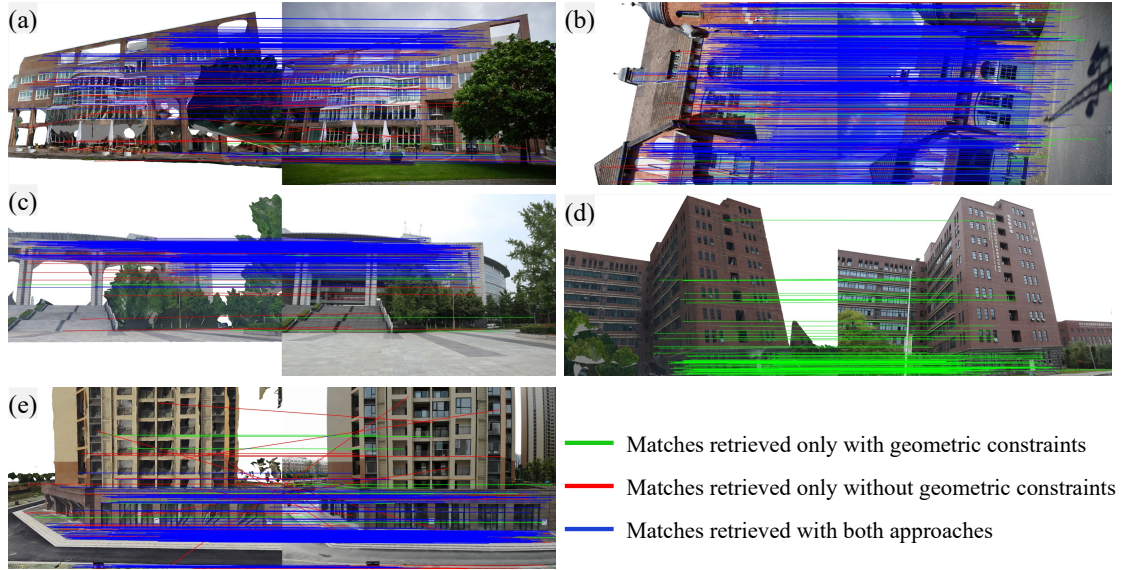 (a)
(b)
(c)
(d)
(e)
Matches retrieved only with geometric constraints
Matches retrieved only without geometric constraints
Matches retrieved with both approaches